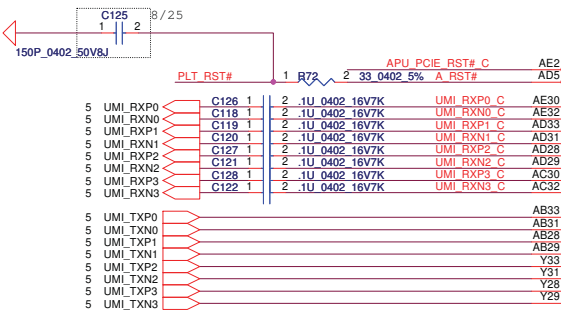 C125 8/25
1 2
150P_0402_50V8J
APU_PCIE_RST#_C AE2
PLT_RST# 1 R72 2 33_0402_5% A_RST# AD5
5 UMI_RXP0 C126 1 2 .1U_0402_16V7K UMI_RXP0_C AE30
5 UMI_RXN0 C118 1 2 .1U_0402_16V7K UMI_RXN0_C AE32
5 UMI_RXP1 C119 1 2 .1U_0402_16V7K UMI_RXP1_C AD33
5 UMI_RXN1 C120 1 2 .1U_0402_16V7K UMI_RXN1_C AD31
5 UMI_RXP2 C127 1 2 .1U_0402_16V7K UMI_RXP2_C AD28
5 UMI_RXN2 C121 1 2 .1U_0402_16V7K UMI_RXN2_C AD29
5 UMI_RXP3 C128 1 2 .1U_0402_16V7K UMI_RXP3_C AC30
5 UMI_RXN3 C122 1 2 .1U_0402_16V7K UMI_RXN3_C AC32
5 UMI_TXP0 AB33
5 UMI_TXN0 AB31
5 UMI_TXP1 AB28
5 UMI_TXN1 AB29
5 UMI_TXP2 Y33
5 UMI_TXN2 Y31
5 UMI_TXP3 Y28
5 UMI_TXN3 Y29